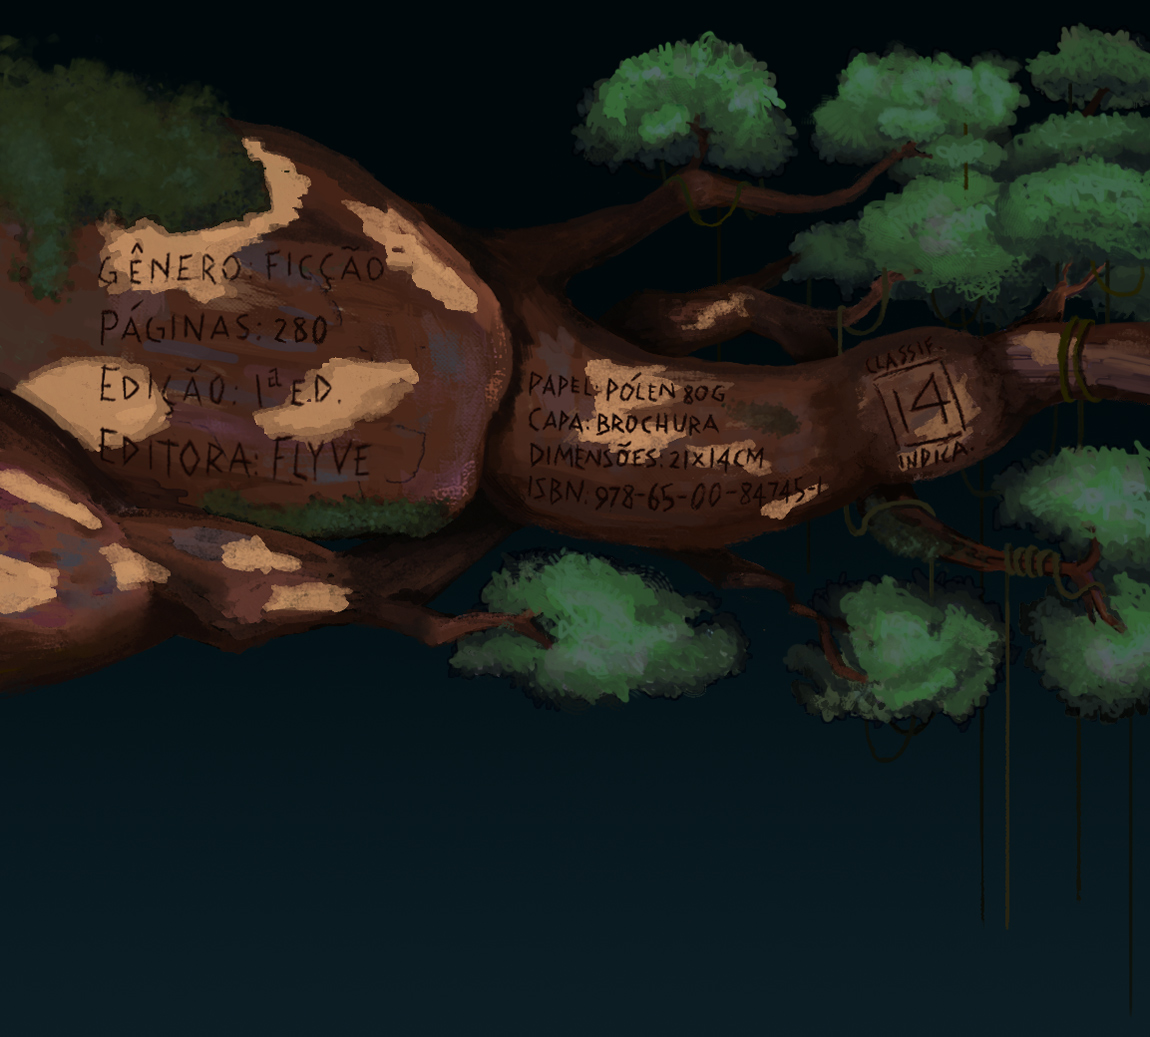 GÊNERO: FICÇÃO
PÁGINAS: 280
EDIÇÃO: 1ª ED.
EDITORA: FLYVE
PAPEL: PÓLEN 80G
CAPA: BROCHURA
DIMENSÕES: 21X14CM
ISBN: 978-65-00-84745-1
CLASSIF.
14
INDICA.